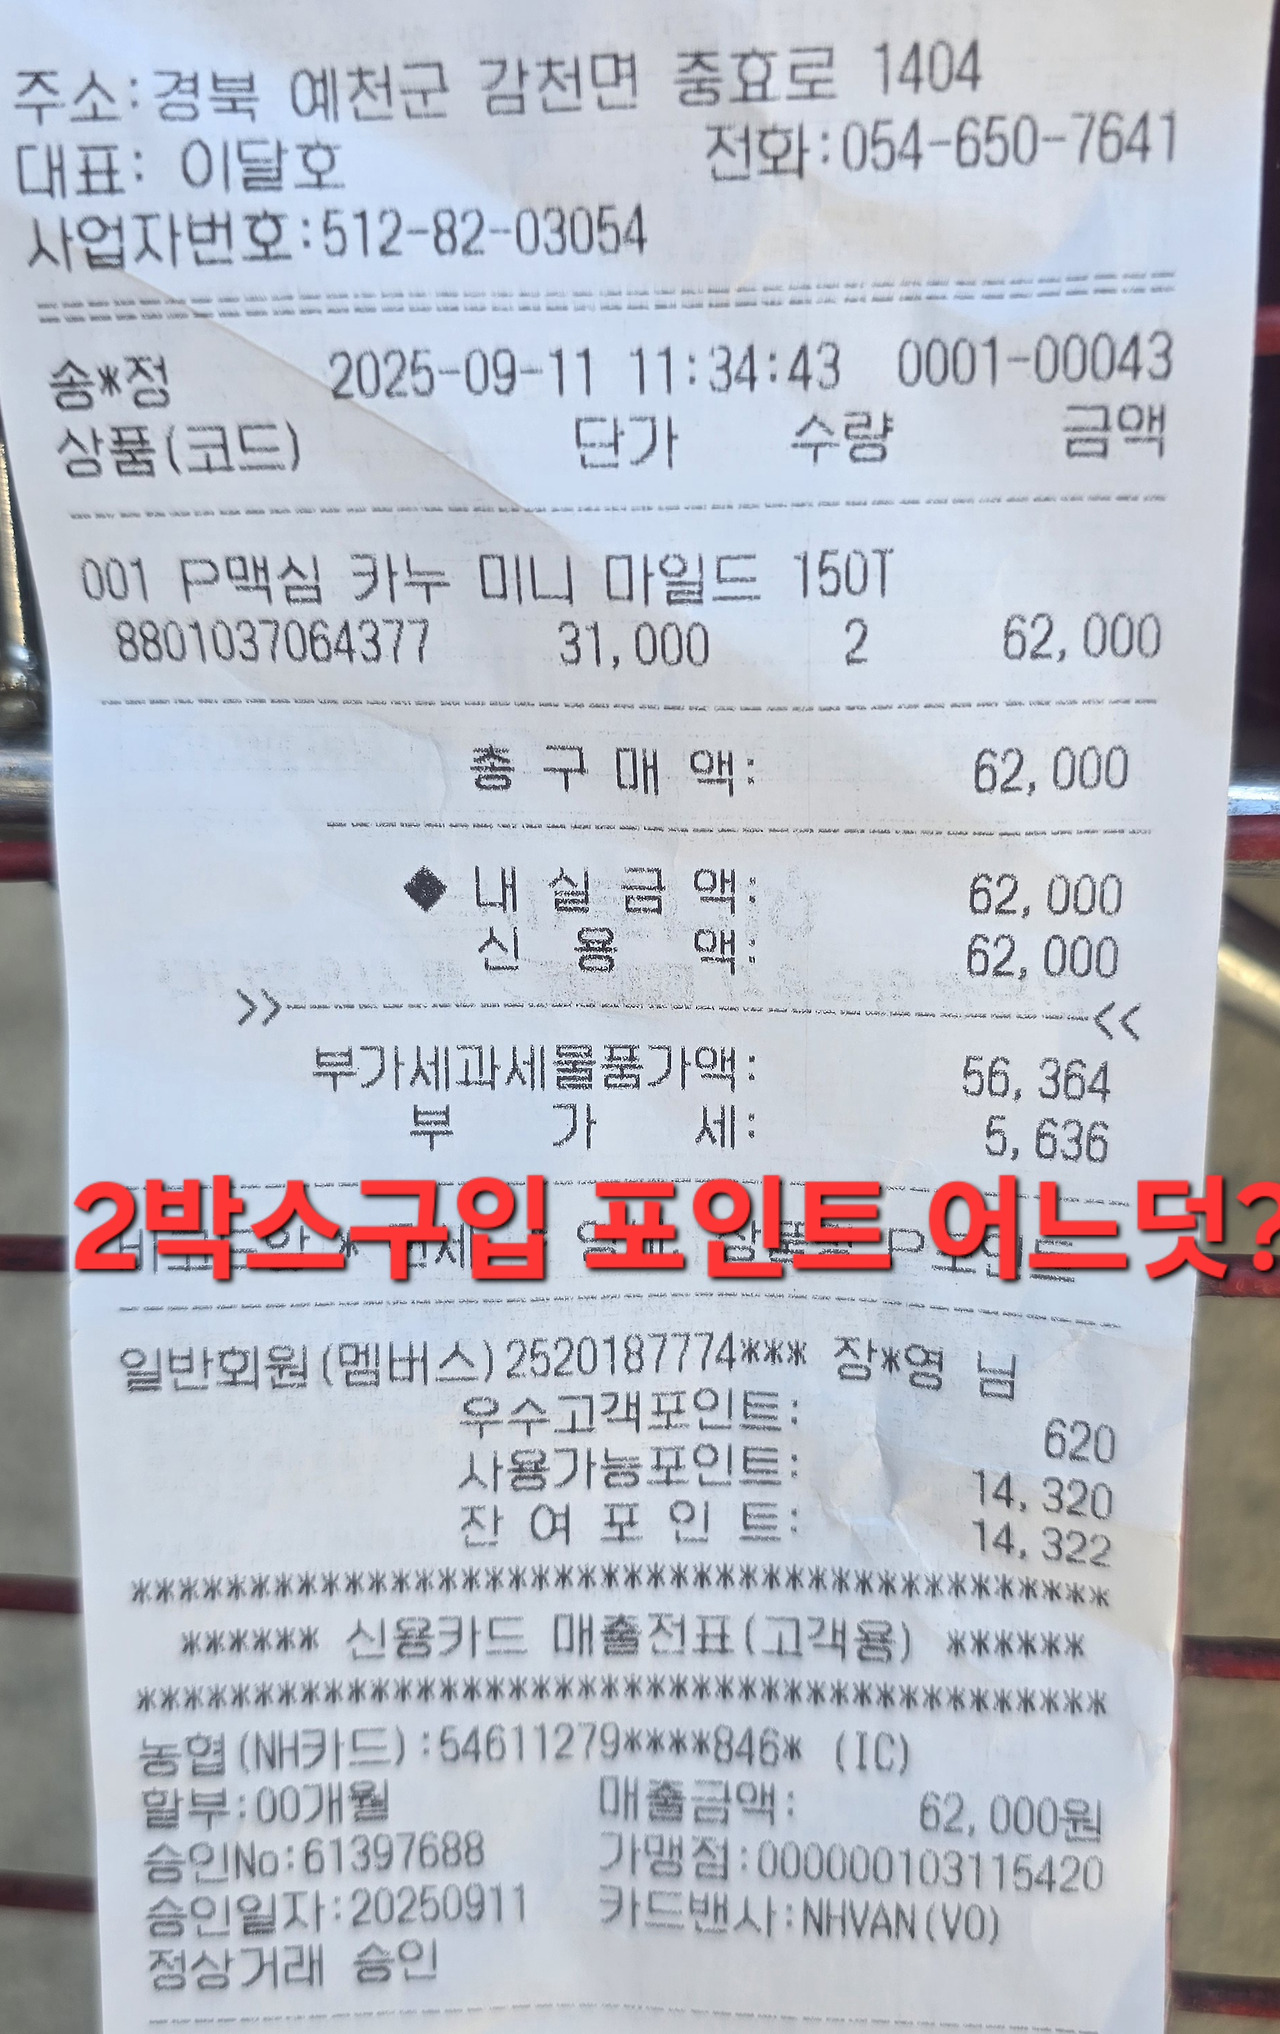 주소:경북 예천군 감천면 충효로 1404
대표: 이달호 전화:054-650-7641
사업자번호:512-82-03054
송*정 2025-09-11 11:34:43 0001-00043
상품(코드) 단가 수량 금액
001 P맥심 카누 미니 마일드 150T
8801037064377 31,000 2 62,000
총 구 매 액: 62,000
◆ 내 실 금 액: 62,000
신 용 액: 62,000
>>--------------------<<
부가세과세물품가액: 56,364
부 가 세: 5,636
2박스구입 포인트 어느덧?
일반회원(멤버스)2520187774*** 장*영 님
우수고객포인트: 620
사용가능포인트: 14,320
잔 여 포 인 트: 14,322
******************************************
****** 신용카드 매출전표(고객용) ******
******************************************
농협(NH카드):54611279****846* (IC)
할부:00개월 매출금액: 62,000원
승인No:61397688 가맹점:000000103115420
승인일자:20250911 카드밴사:NHVAN(V0)
정상거래 승인